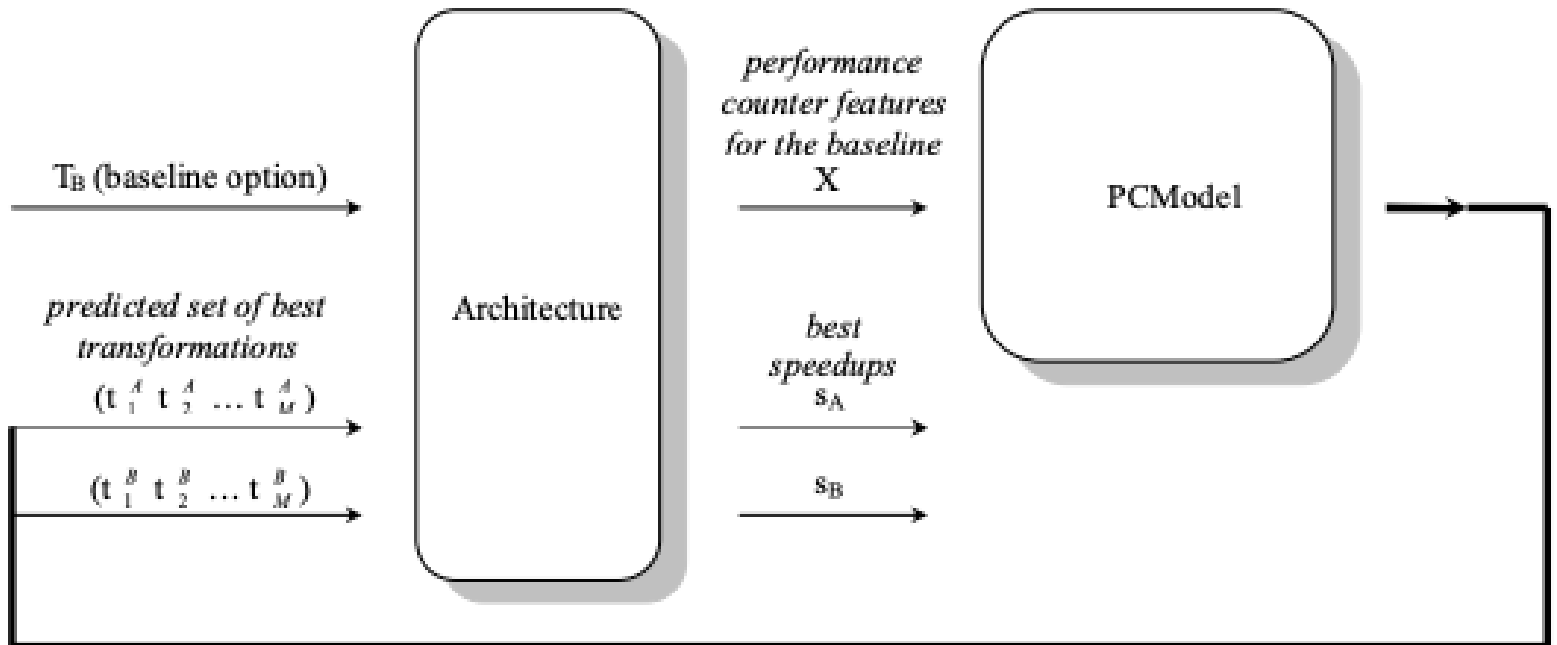 T_B (baseline option)
predicted set of best
transformations
(t_1^A t_2^A ... t_M^A)
(t_1^B t_2^B ... t_M^B)
Architecture
performance
counter features
for the baseline
X
best
speedups
s_A
s_B
PCModel